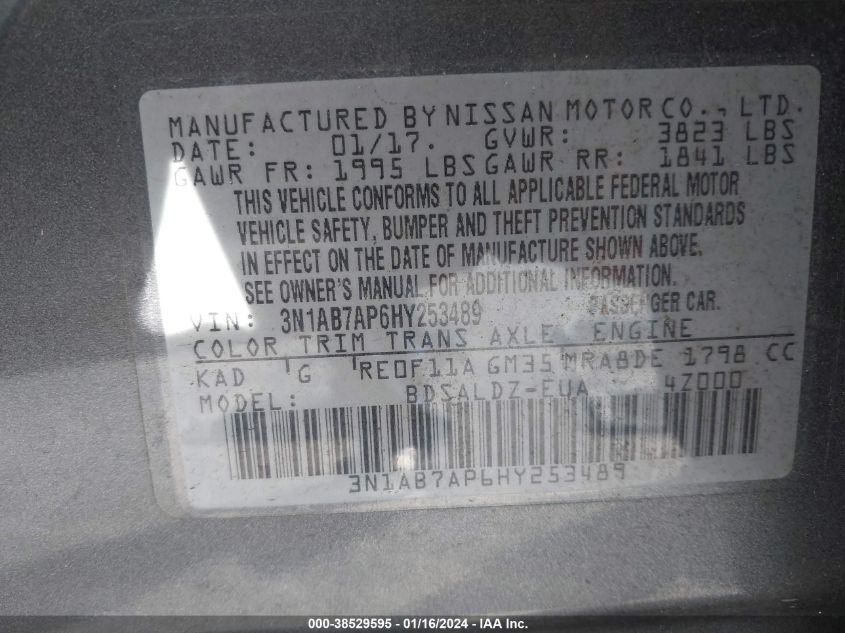 MANUFACTURED BY NISSAN MOTOR CO., LTD.
DATE: 01/17. GVWR: 3823 LBS
GAWR FR: 1995 LBS GAWR RR: 1841 LBS
THIS VEHICLE CONFORMS TO ALL APPLICABLE FEDERAL MOTOR
VEHICLE SAFETY, BUMPER AND THEFT PREVENTION STANDARDS
IN EFFECT ON THE DATE OF MANUFACTURE SHOWN ABOVE.
SEE OWNER'S MANUAL FOR ADDITIONAL INFORMATION.
VIN: 3N1AB7AP6HY253489 PASSENGER CAR.
COLOR TRIM TRANS AXLE ENGINE
KAD G RE0F11A GM35 MRA8DE 1798 CC
MODEL: BDSALDZ-EUA 4Z000
3N1AB7AP6HY253489
000-38529595 - 01/16/2024 - IAA Inc.